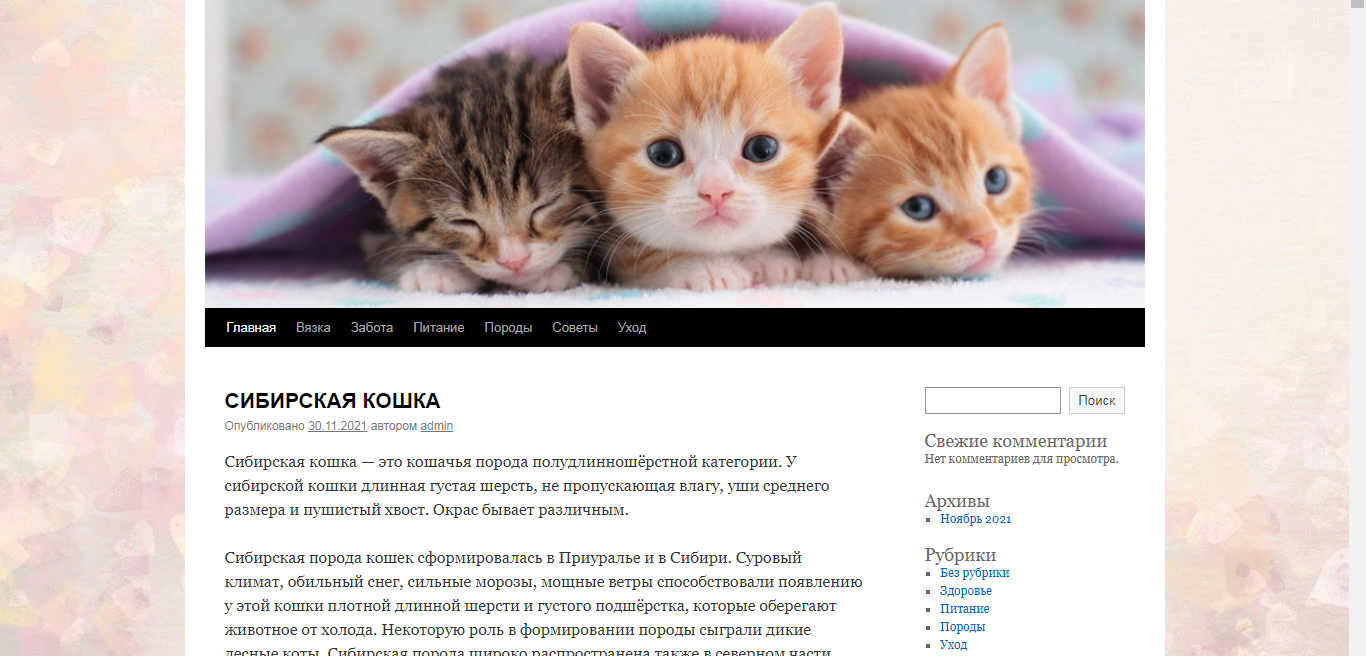 Главная Вязка Забота Питание Породы Советы Уход
СИБИРСКАЯ КОШКА
Опубликовано 30.11.2021 автором admin
Сибирская кошка — это кошачья порода полудлинношёрстной категории. У
сибирской кошки длинная густая шерсть, не пропускающая влагу, уши среднего
размера и пушистый хвост. Окрас бывает различным.
Сибирская порода кошек сформировалась в Приуралье и в Сибири. Суровый
климат, обильный снег, сильные морозы, мощные ветры способствовали появлению
у этой кошки плотной длинной шерсти и густого подшёрстка, которые оберегают
животное от холода. Некоторую роль в формировании породы сыграли дикие
лесные коты. Сибирская порода широко распространена также в северном части
Поиск
Свежие комментарии
Нет комментариев для просмотра.
Архивы
Ноябрь 2021
Рубрики
Без рубрики
Здоровье
Питание
Породы
Уход